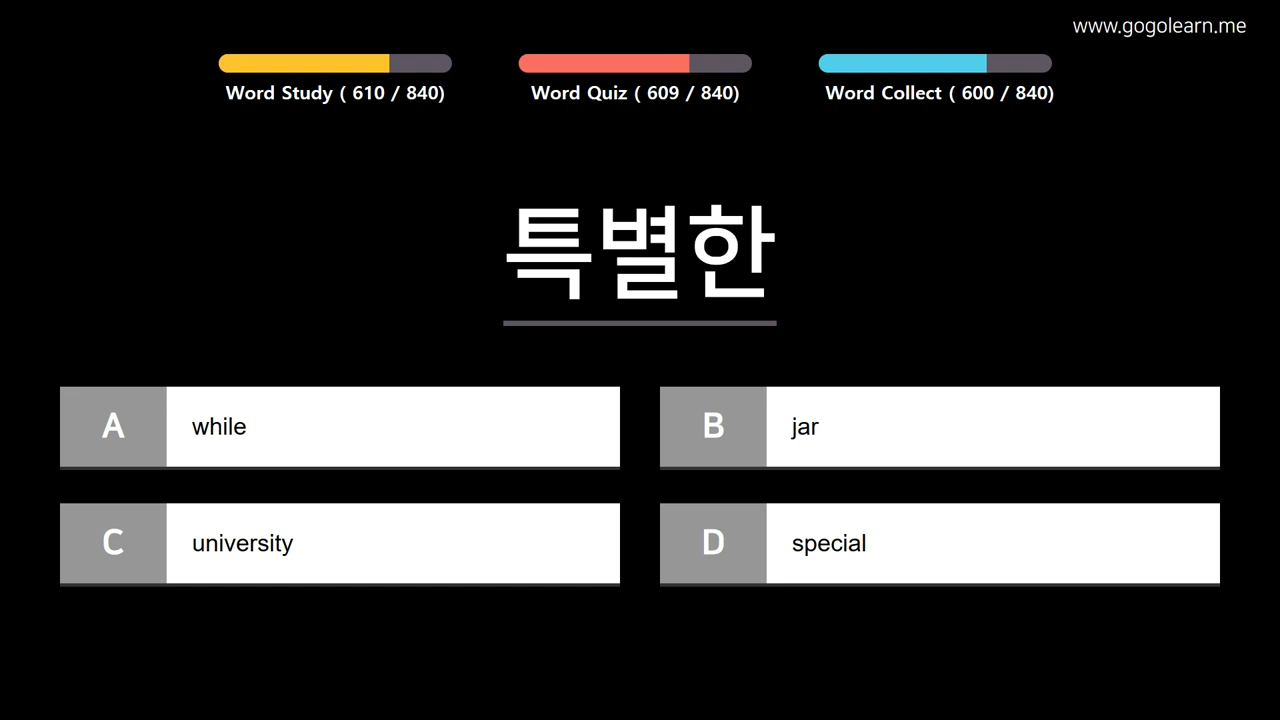 www.gogolearn.me
Word Study ( 610 / 840)
Word Quiz ( 609 / 840)
Word Collect ( 600 / 840)
특별한
A while
B jar
C university
D special